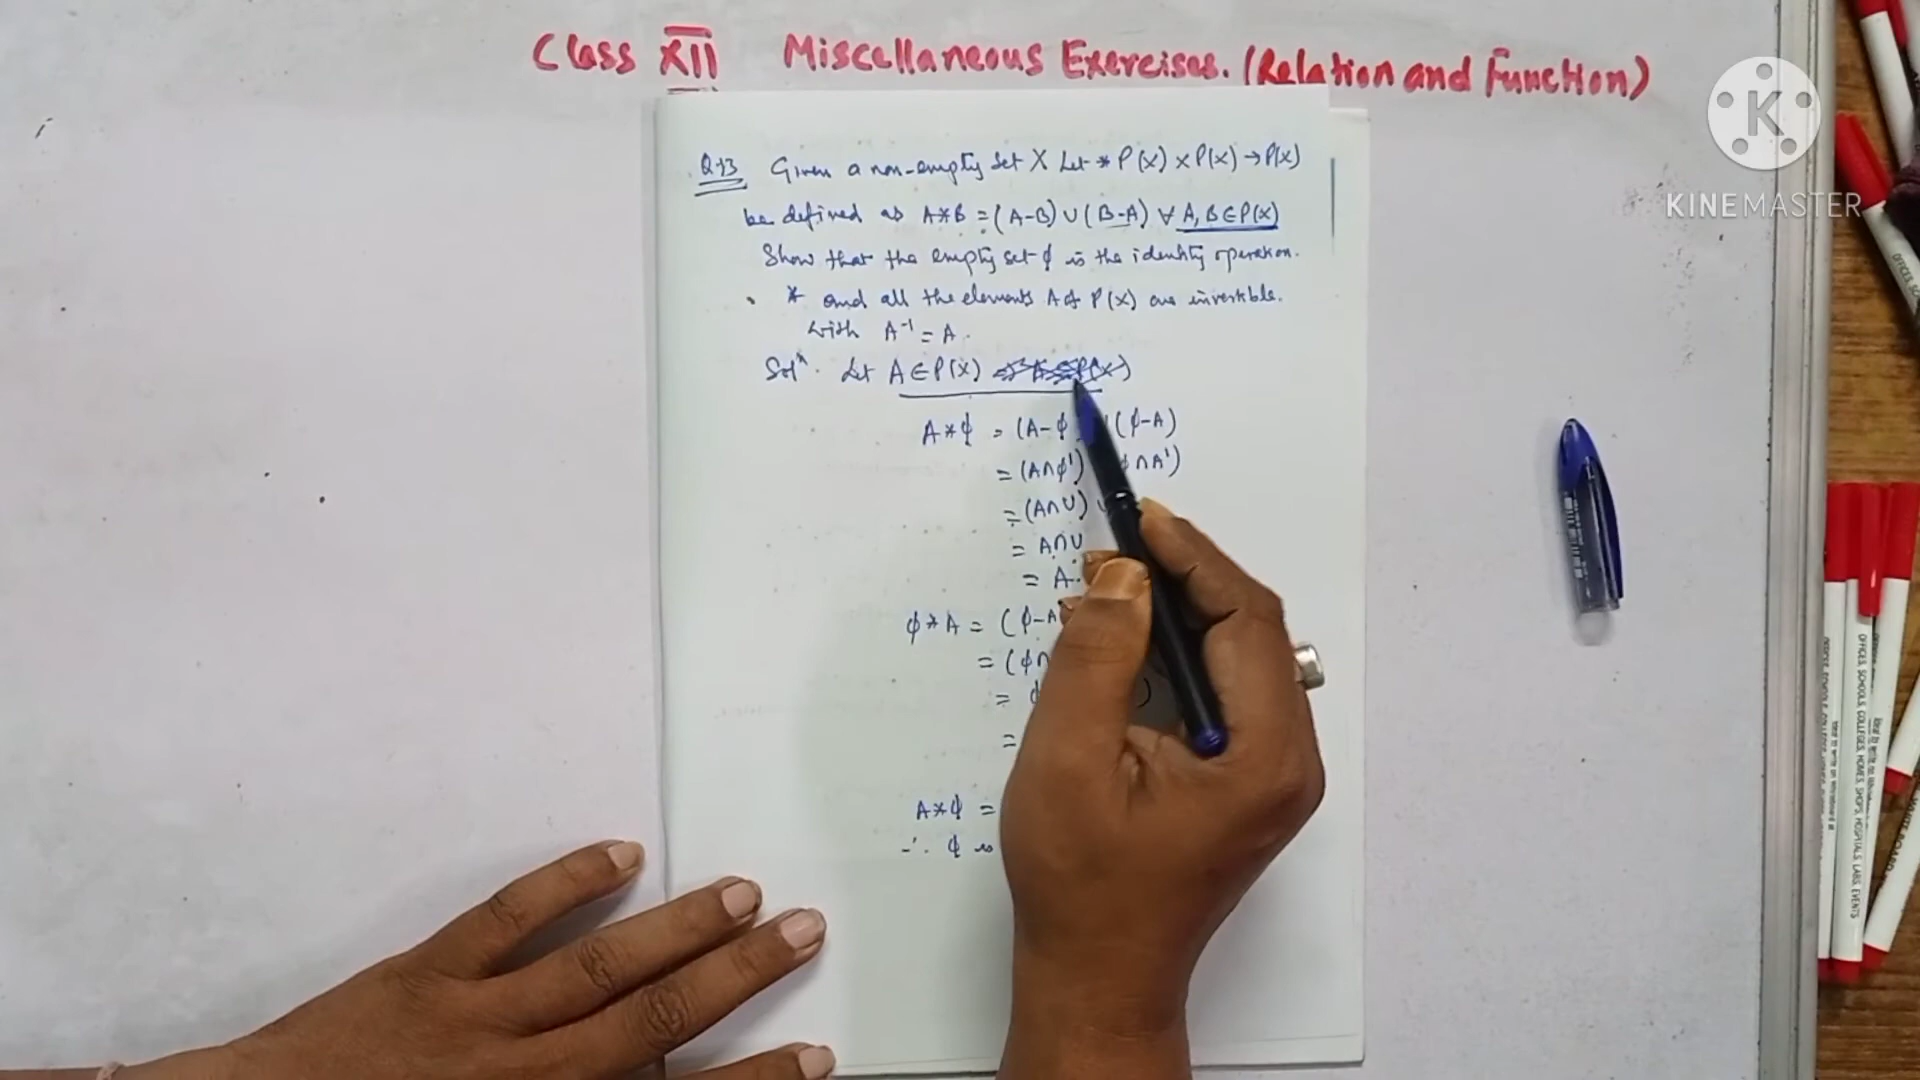 Class XII Miscellaneous Exercises. (Relation and Function)
K
KINEMASTER
Q.13 Given a non-empty set X Let * P(X) × P(X) → P(X)
be defined as A*B = (A-B) ∪ (B-A) ∀ A, B ∈ P(X)
Show that the empty set ϕ is the identity operation.
* and all the elements A of P(X) are invertible.
with A⁻¹ = A.
Solⁿ. Let A ∈ P(X)
A*ϕ = (A-ϕ) (ϕ-A)
= (A∩ϕ') ∩A')
= (A∩U) ∪
= A∩U
= A.
ϕ*A = (ϕ-A
= (ϕ∩
= ϕ )
=
A*ϕ =
∴ ϕ is